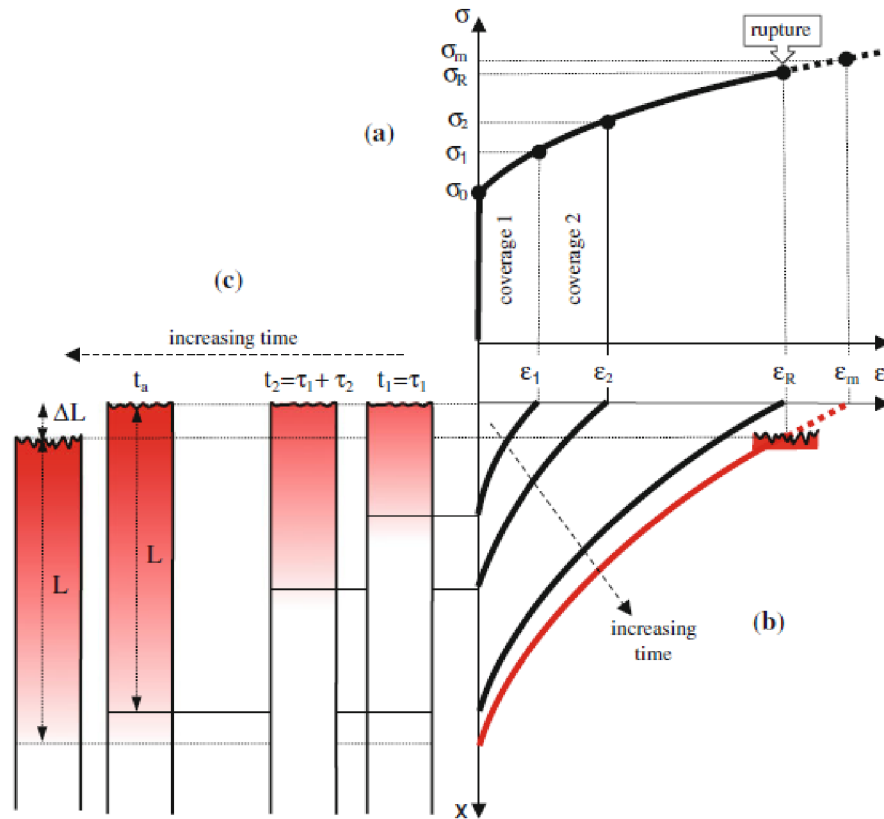 σ
rupture
σm
σR
(a)
σ2
σ1
σ0
coverage 1
coverage 2
(c)
increasing time
ta
t2=τ1+ τ2
t1=τ1
ε1
ε2
εR
εm
ε
ΔL
L
L
increasing
time
(b)
x